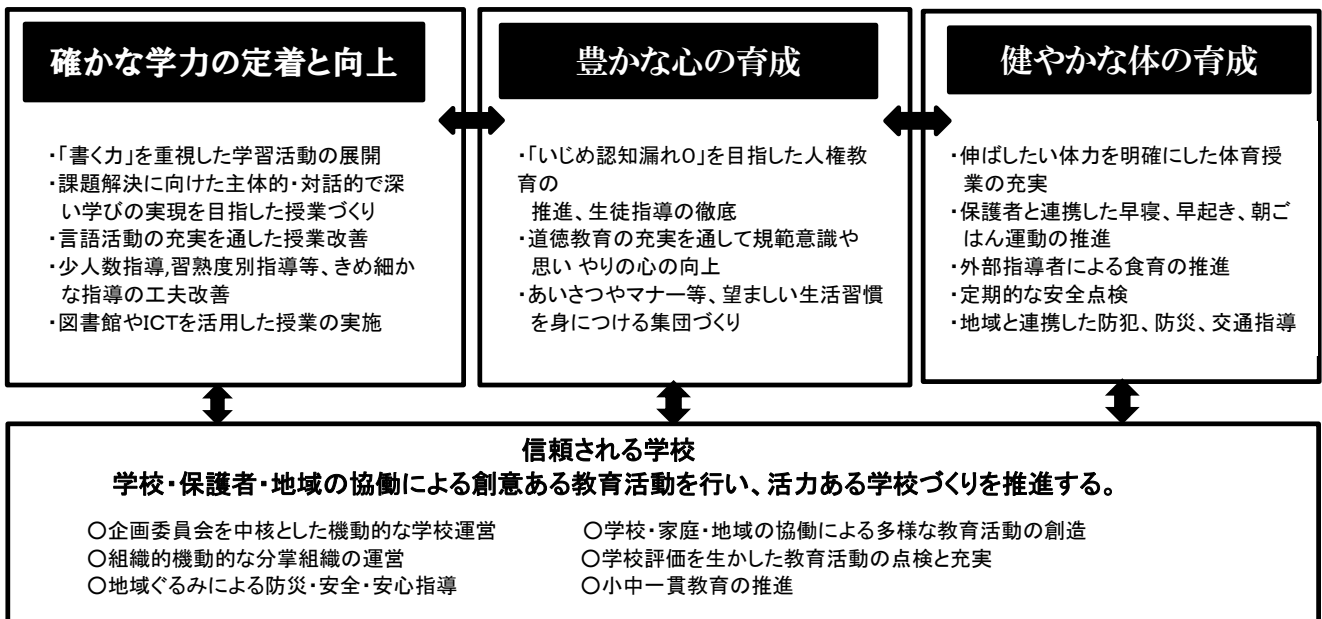 確かな学力の定着と向上
・「書く力」を重視した学習活動の展開
・課題解決に向けた主体的・対話的で深
い学びの実現を目指した授業づくり
・言語活動の充実を通した授業改善
・少人数指導,習熟度別指導等、きめ細か
な指導の工夫改善
・図書館やICTを活用した授業の実施
豊かな心の育成
・「いじめ認知漏れ0」を目指した人権教
育の
推進、生徒指導の徹底
・道徳教育の充実を通して規範意識や
思い やりの心の向上
・あいさつやマナー等、望ましい生活習慣
を身につける集団づくり
健やかな体の育成
・伸ばしたい体力を明確にした体育授
業の充実
・保護者と連携した早寝、早起き、朝ご
はん運動の推進
・外部指導者による食育の推進
・定期的な安全点検
・地域と連携した防犯、防災、交通指導
信頼される学校
学校・保護者・地域の協働による創意ある教育活動を行い、活力ある学校づくりを推進する。
○企画委員会を中核とした機動的な学校運営
○組織的機動的な分掌組織の運営
○地域ぐるみによる防災・安全・安心指導
○学校・家庭・地域の協働による多様な教育活動の創造
○学校評価を生かした教育活動の点検と充実
○小中一貫教育の推進